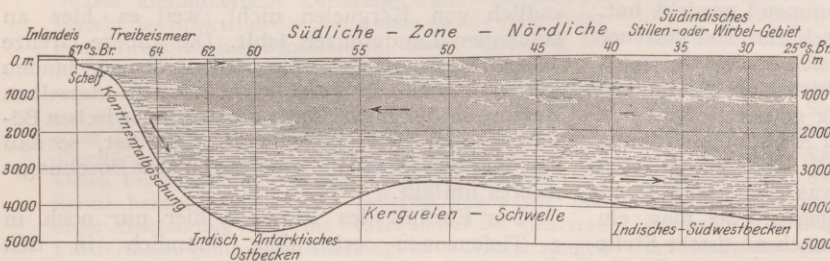 Südindisches
Inlandeis Treibeismeer Südliche – Zone – Nördliche Stillen- oder Wirbel-Gebiet
67° s.Br. 64 62 60 55 50 45 40 35 30 25° s.Br.
0 m 0 m
Schelf
Kontinentalböschung
1000 1000
2000 2000
3000 3000
4000 4000
5000 5000
Kerguelen – Schwelle
Indisch – Antarktisches
Ostbecken
Indisches – Südwestbecken